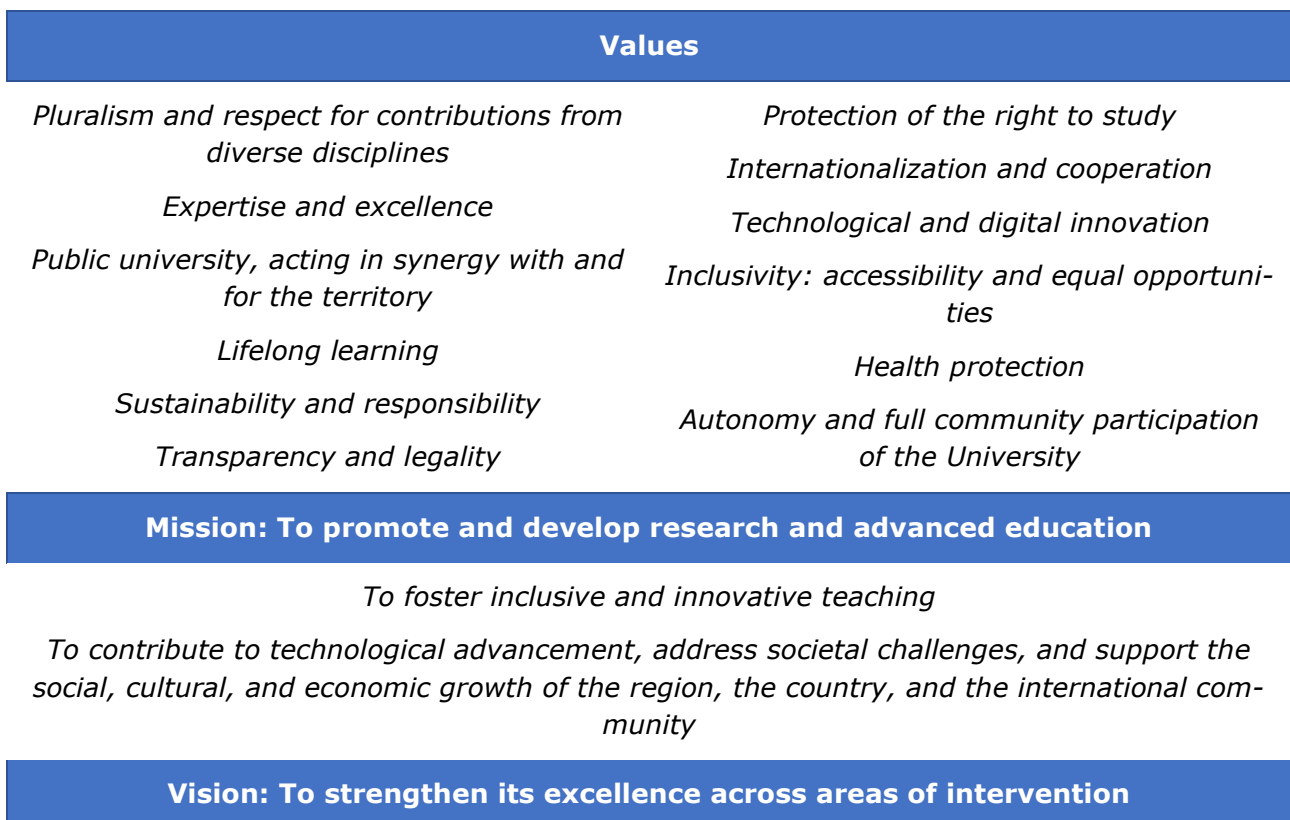 Values
Pluralism and respect for contributions from
diverse disciplines
Expertise and excellence
Public university, acting in synergy with and
for the territory
Lifelong learning
Sustainability and responsibility
Transparency and legality
Protection of the right to study
Internationalization and cooperation
Technological and digital innovation
Inclusivity: accessibility and equal opportuni-
ties
Health protection
Autonomy and full community participation
of the University
Mission: To promote and develop research and advanced education
To foster inclusive and innovative teaching
To contribute to technological advancement, address societal challenges, and support the
social, cultural, and economic growth of the region, the country, and the international com-
munity
Vision: To strengthen its excellence across areas of intervention